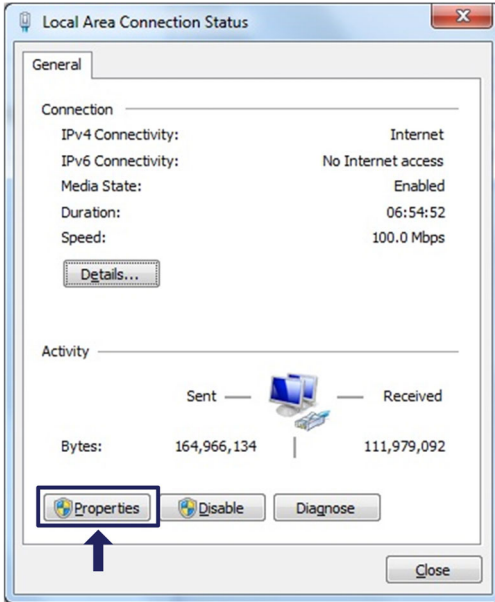 Local Area Connection Status
General
Connection
IPv4 Connectivity: Internet
IPv6 Connectivity: No Internet access
Media State: Enabled
Duration: 06:54:52
Speed: 100.0 Mbps
Details...
Activity
Sent Received
Bytes: 164,966,134 111,979,092
Properties Disable Diagnose
Close